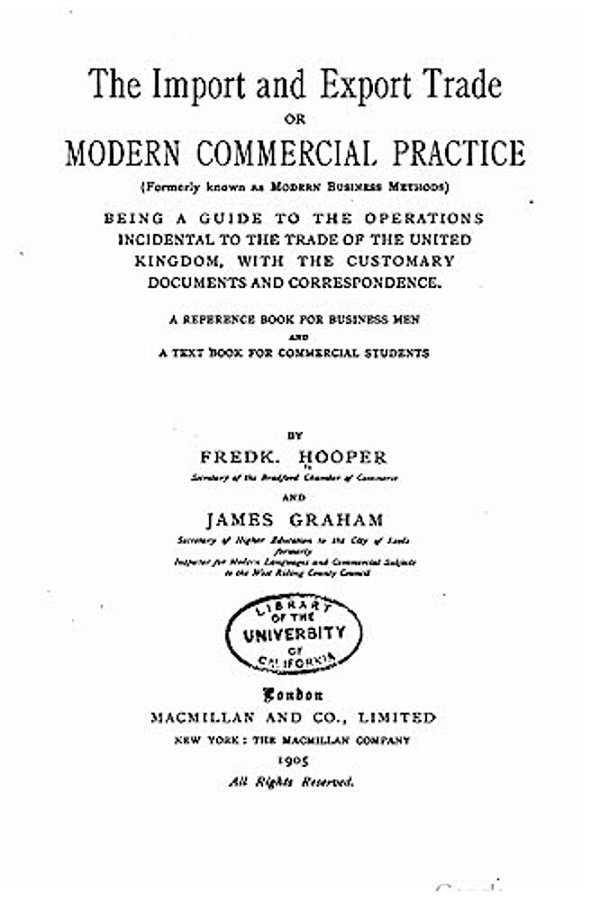 The Import and Export Trade
OR
MODERN COMMERCIAL PRACTICE
(Formerly known as MODERN BUSINESS METHODS)
BEING A GUIDE TO THE OPERATIONS
INCIDENTAL TO THE TRADE OF THE UNITED
KINGDOM, WITH THE CUSTOMARY
DOCUMENTS AND CORRESPONDENCE.
A REFERENCE BOOK FOR BUSINESS MEN
AND
A TEXT BOOK FOR COMMERCIAL STUDENTS
BY
FREDK. HOOPER
Secretary of the Bradford Chamber of Commerce
AND
JAMES GRAHAM
Secretary of Higher Education to the City of Leeds
formerly
Inspector for Modern Languages and Commercial Subjects
to the West Riding County Council
LIBRARY
OF THE
UNIVERSITY
OF
CALIFORNIA
London
MACMILLAN AND CO., LIMITED
NEW YORK: THE MACMILLAN COMPANY
1905
All Rights Reserved.